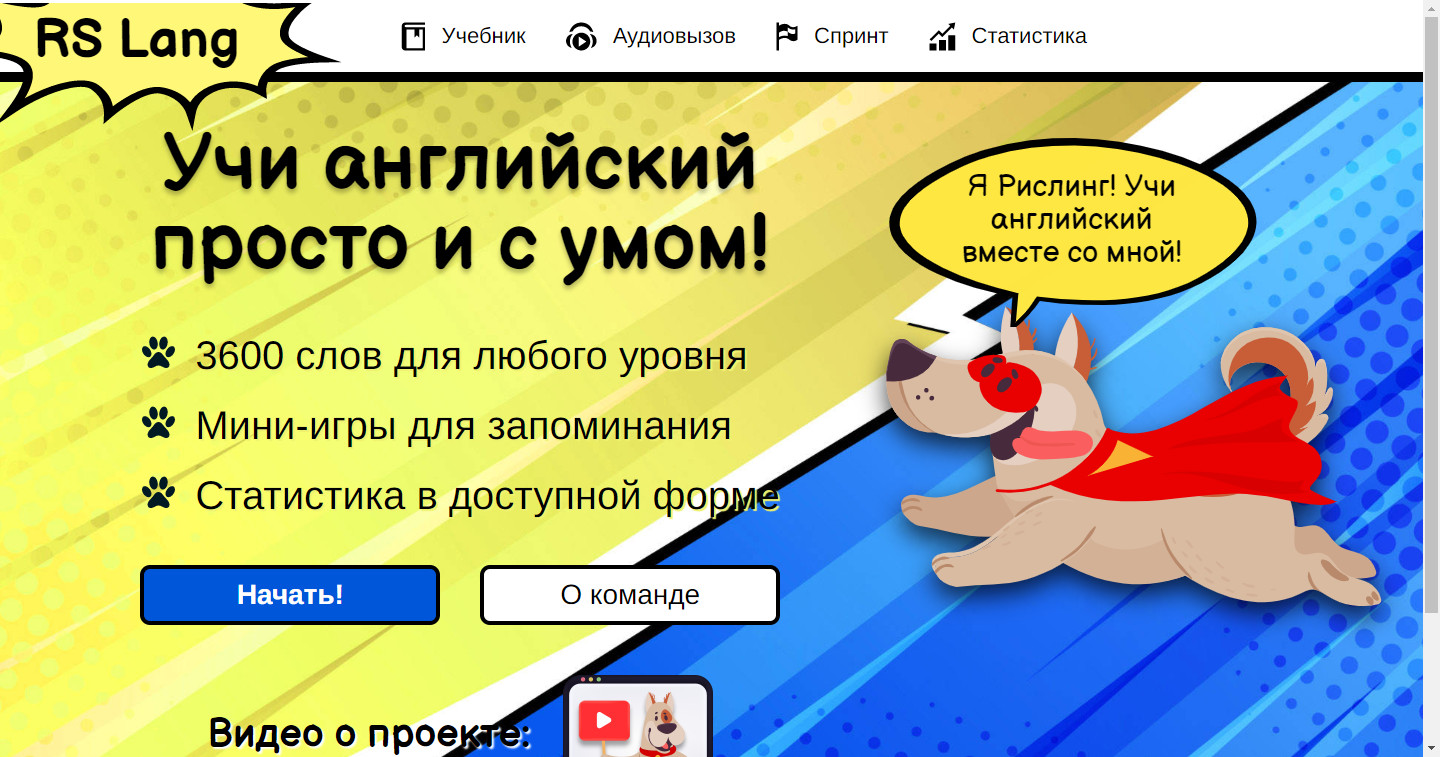 RS Lang
Учебник
Аудиовызов
Спринт
Статистика
Учи английский
просто и с умом!
Я Рислинг! Учи
английский
вместе со мной!
3600 слов для любого уровня
Мини-игры для запоминания
Статистика в доступной форме
Начать!
О команде
Видео о проекте: